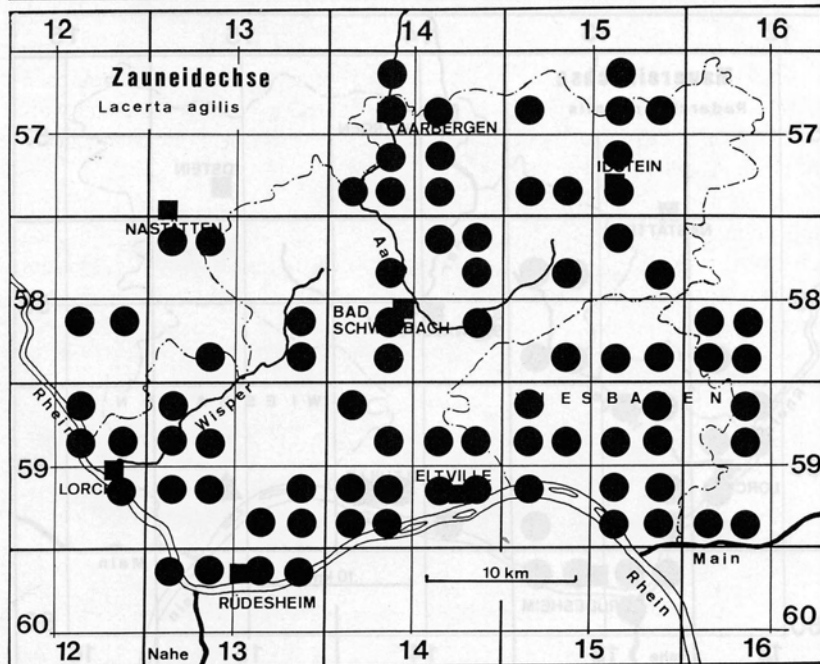 12 13 14 15 16
Zauneidechse
Lacerta agilis
57
57
AARBERGEN
IDSTEIN
NASTÄTTEN
Aar
58
58
BAD
SCHWALBACH
Rhein
Wisper
WIESBADEN
59
59
LORCH
ELTVILLE
10 km
Main
Rhein
RÜDESHEIM
60
60
12 13 14 15 16
Nahe